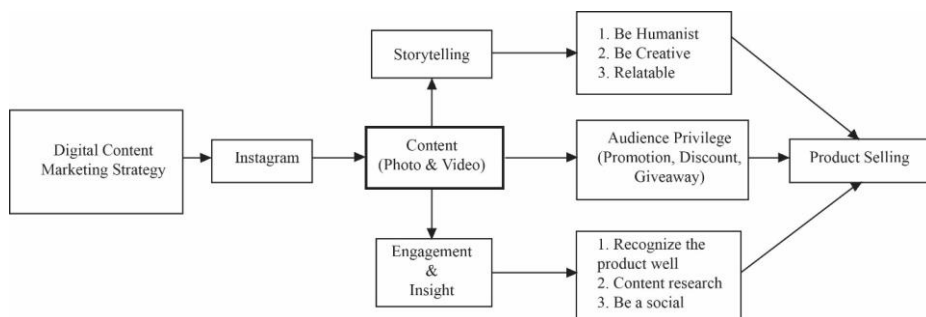 Storytelling
1. Be Humanist
2. Be Creative
3. Relatable
Digital Content
Marketing Strategy
Instagram
Content
(Photo & Video)
Audience Privilege
(Promotion, Discount,
Giveaway)
Product Selling
Engagement
&
Insight
1. Recognize the
product well
2. Content research
3. Be a social